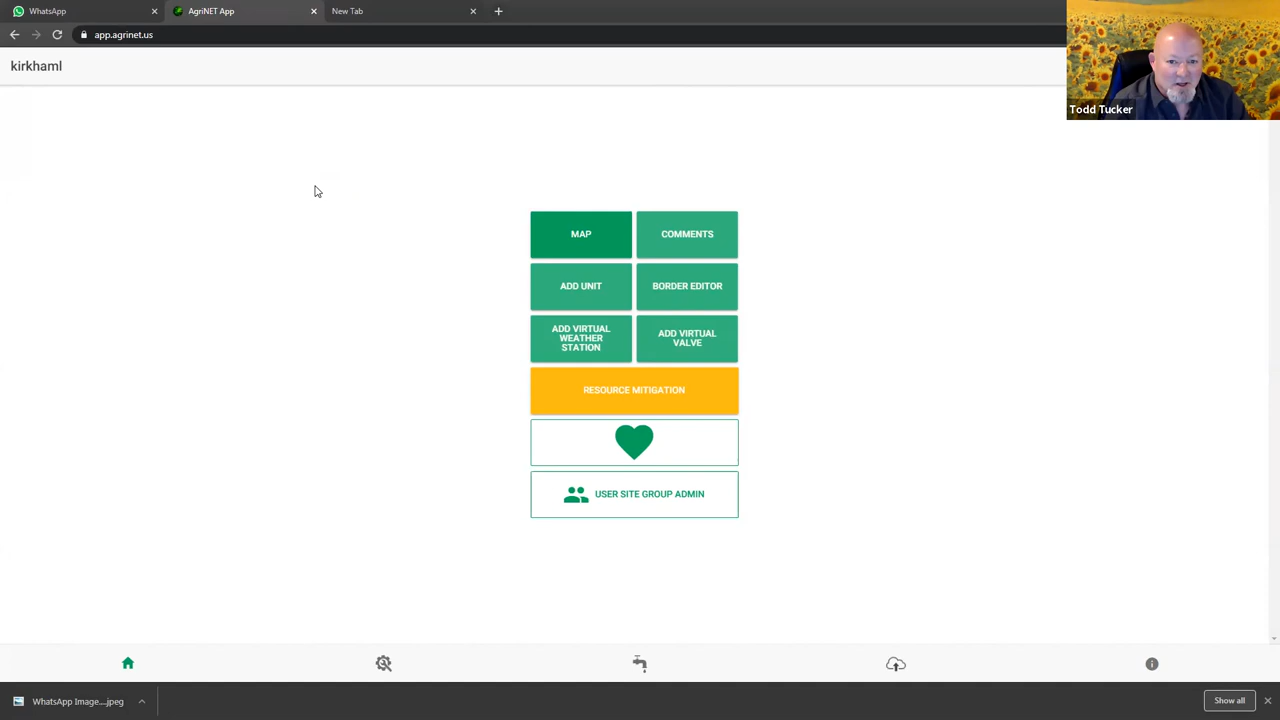 WhatsApp
AgriNET App
New Tab
app.agrinet.us
kirkhaml
Todd Tucker
MAP
COMMENTS
ADD UNIT
BORDER EDITOR
ADD VIRTUAL
WEATHER
STATION
ADD VIRTUAL
VALVE
RESOURCE MITIGATION
USER SITE GROUP ADMIN
WhatsApp Image....jpeg
Show all